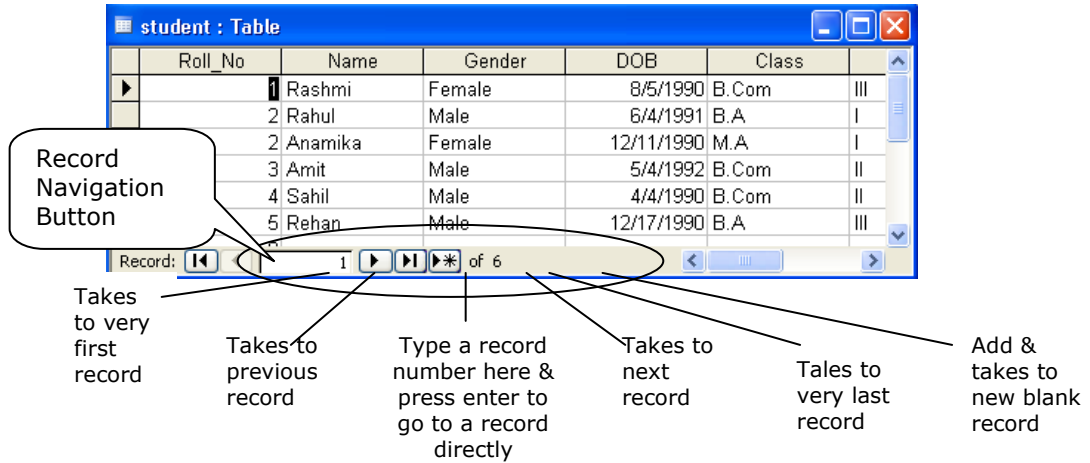 student : Table
Roll_No Name Gender DOB Class
1 Rashmi Female 8/5/1990 B.Com III
2 Rahul Male 6/4/1991 B.A I
2 Anamika Female 12/11/1990 M.A I
3 Amit Male 5/4/1992 B.Com II
4 Sahil Male 4/4/1990 B.Com II
5 Rehan Male 12/17/1990 B.A III
Record
Navigation
Button
Record: 1 of 6
Takes
to very
first
record
Takes to
previous
record
Type a record
number here &
press enter to
go to a record
directly
Takes to
next
record
Tales to
very last
record
Add &
takes to
new blank
record